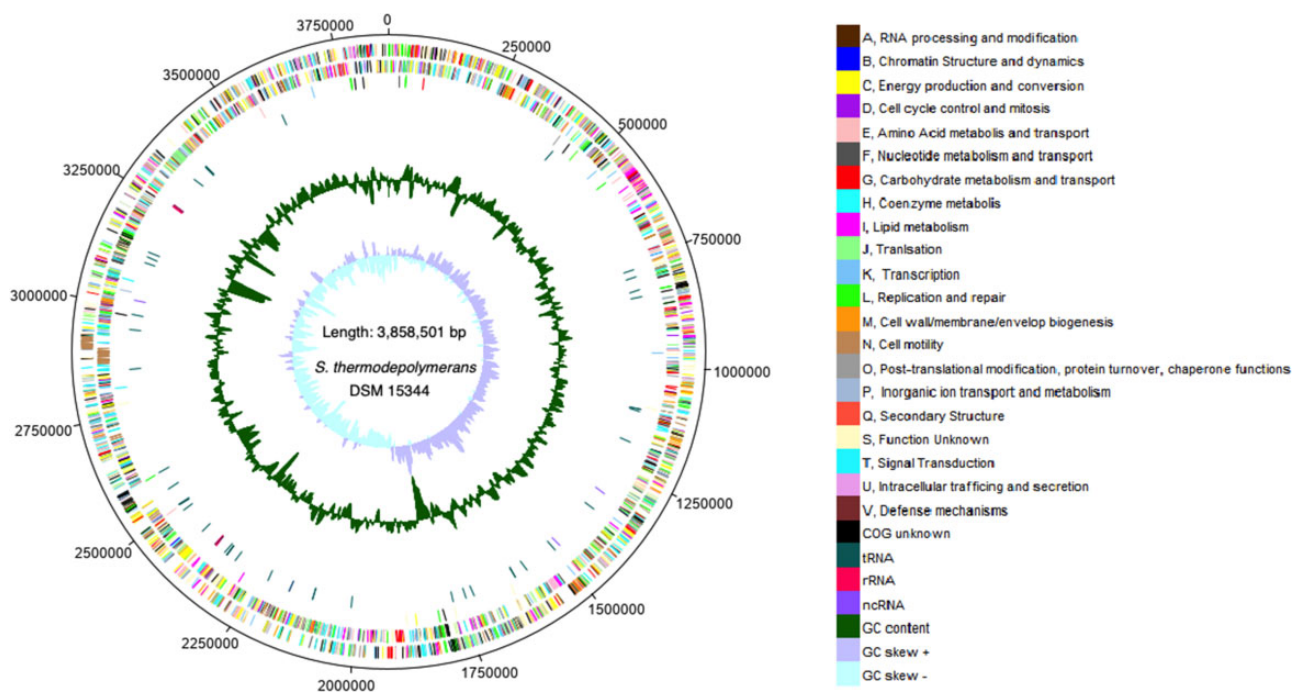 0
250000
500000
750000
1000000
1250000
1500000
1750000
2000000
2250000
2500000
2750000
3000000
3250000
3500000
3750000
Length: 3,858,501 bp
S. thermodepolymerans
DSM 15344
A, RNA processing and modification
B, Chromatin Structure and dynamics
C, Energy production and conversion
D, Cell cycle control and mitosis
E, Amino Acid metabolis and transport
F, Nucleotide metabolism and transport
G, Carbohydrate metabolism and transport
H, Coenzyme metabolis
I, Lipid metabolism
J, Tranlsation
K, Transcription
L, Replication and repair
M, Cell wall/membrane/envelop biogenesis
N, Cell motility
O, Post-translational modification, protein turnover, chaperone functions
P, Inorganic ion transport and metabolism
Q, Secondary Structure
S, Function Unknown
T, Signal Transduction
U, Intracellular trafficing and secretion
V, Defense mechanisms
COG unknown
tRNA
rRNA
ncRNA
GC content
GC skew +
GC skew -